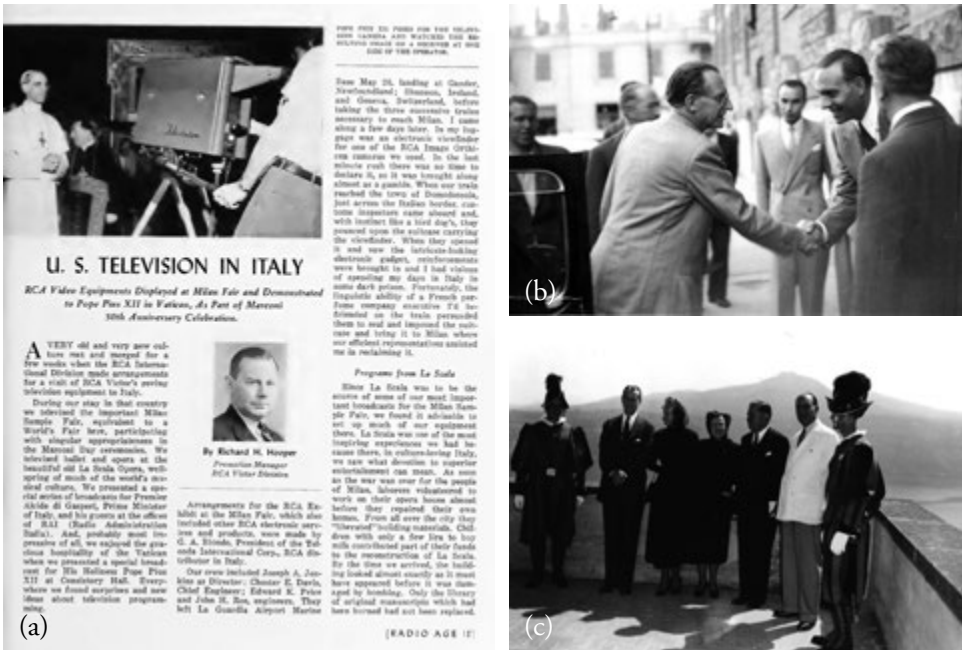 POPE PIUS XII POSES FOR THE TELEVI-
SION CAMERA AND WATCHED THE RE-
SULTING IMAGE ON A RECEIVER AT ONE
SIDE OF THE OPERATOR.
U. S. TELEVISION IN ITALY
RCA Video Equipments Displayed at Milan Fair and Demonstrated
to Pope Pius XII in Vatican, As Part of Marconi
50th Anniversary Celebration.
A VERY old and very new cul-
ture met and merged for a
few weeks when the RCA Interna-
tional Division made arrangements
for a visit of RCA Victor's roving
television equipment to Italy.
During our stay in that country
we televised the important Milan
Sample Fair, equivalent to a
World's Fair here, participating
with singular appropriateness in
the Marconi Day ceremonies. We
televised ballet and opera at the
beautiful old La Scala Opera, well-
spring of much of the world's mu-
sical culture. We presented a spe-
cial series of broadcasts for Premier
Alcide di Gasperi, Prime Minister
of Italy, and his guests at the offices
of RAI (Radio Administration
Italia). And, probably most im-
pressive of all, we enjoyed the gra-
cious hospitality of the Vatican
when we presented a special broad-
cast for His Holiness Pope Pius
XII at Consistory Hall. Every-
where we found surprises and new
ideas about television program-
ming.
By Richard H. Hooper
Promotion Manager
RCA Victor Division
Arrangements for the RCA Ex-
hibit at the Milan Fair, which also
included other RCA electronic serv-
ices and products, were made by
G. A. Biondo, President of the
International Corp., RCA dis-
tributor in Italy.
Our crew included Joseph A. Jen-
kins as Director; Chester E. Davis,
Chief Engineer; Edward K. Price
and John H. Roe, engineers. They
left La Guardia Airport Marine
Base May 20, landing at Gander,
Newfoundland; Shannon, Ireland,
and Geneva, Switzerland, before
taking the three successive trains
necessary to reach Milan. I came
along a few days later. In my lug-
gage was an electronic viewfinder
for one of the RCA Image Orthi-
con cameras we used. In the last
minute rush there was no time to
declare it, so it was brought along
almost as a gamble. When our train
reached the town of Domodossola,
just across the Italian border, cus-
toms inspectors came aboard and,
with instinct like a bird dog's, they
pounced upon the suitcase carrying
the viewfinder. When they opened
it and saw the intricate-looking
electronic gadget, reinforcements
were brought in and I had visions
of spending my days in Italy in
some dark prison. Fortunately, the
linguistic ability of a French per-
fume company executive I'd be-
friended on the train persuaded
them to seal and impound the suit-
case and bring it to Milan where
our efficient representatives assisted
me in reclaiming it.
Programs from La Scala
Since La Scala was to be the
source of some of our most impor-
tant broadcasts for the Milan Sam-
ple Fair, we found it advisable to
set up much of our equipment
there. La Scala was one of the most
inspiring experiences we had be-
cause there, in culture-loving Italy,
we saw what devotion to superior
entertainment can mean. As soon
as the war was over for the people
of Milan, laborers volunteered to
work on their opera house almost
before they repaired their own
homes. From all over the city they
"liberated" building materials. Chil-
dren with only a few lira to buy
milk contributed part of their funds
to the reconstruction of La Scala.
By the time we arrived, the build-
ing looked almost exactly as it must
have appeared before it was dam-
aged by bombing. Only the library
of original manuscripts which had
been burned had not been replaced.
[RADIO AGE
(a)
(b)
(c)